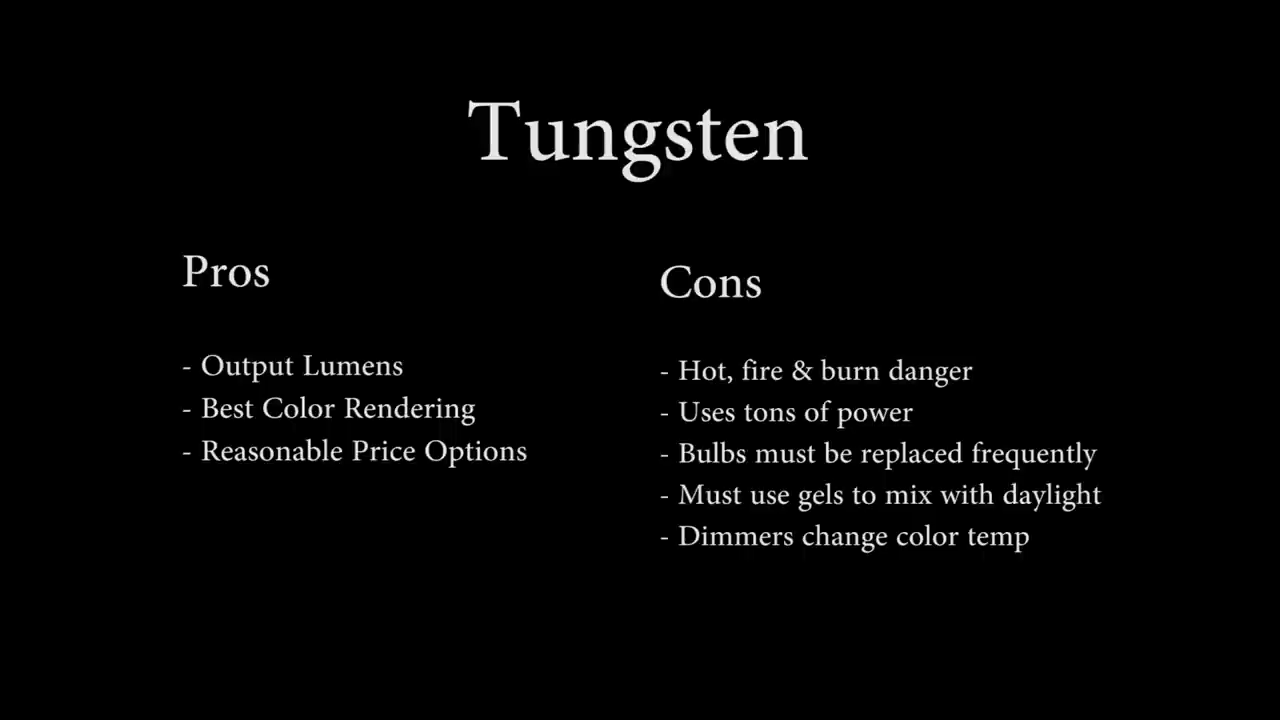 Tungsten
Pros
- Output Lumens
- Best Color Rendering
- Reasonable Price Options
Cons
- Hot, fire & burn danger
- Uses tons of power
- Bulbs must be replaced frequently
- Must use gels to mix with daylight
- Dimmers change color temp